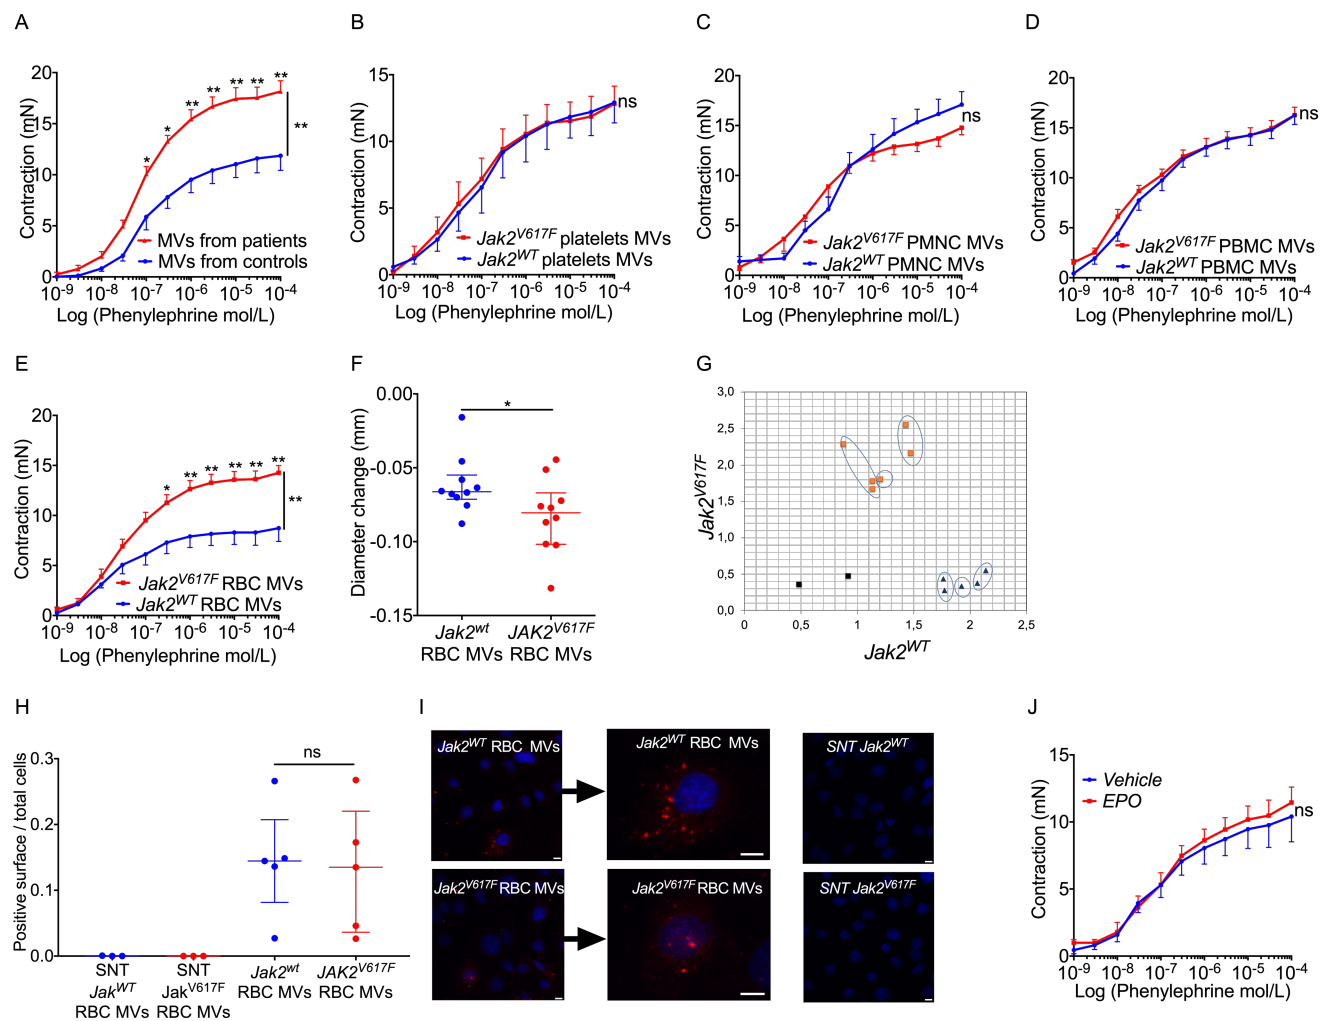 A
B
C
D
20
15
10
5
0
Contraction (mN)
* * ** ** ** ** **
**
MVs from patients
MVs from controls
10-9 10-8 10-7 10-6 10-5 10-4
Log (Phenylephrine mol/L)
15
10
5
0
Contraction (mN)
ns
Jak2V617F platelets MVs
Jak2WT platelets MVs
10-9 10-8 10-7 10-6 10-5 10-4
Log (Phenylephrine mol/L)
20
15
10
5
0
Contraction (mN)
ns
Jak2V617F PMNC MVs
Jak2WT PMNC MVs
10-9 10-8 10-7 10-6 10-5 10-4
Log (Phenylephrine mol/L)
20
15
10
5
0
Contraction (mN)
ns
Jak2V617F PBMC MVs
Jak2WT PBMC MVs
10-9 10-8 10-7 10-6 10-5 10-4
Log (Phenylephrine mol/L)
E
F
G
20
15
10
5
0
Contraction (mN)
* ** ** ** ** **
**
Jak2V617F RBC MVs
Jak2WT RBC MVs
10-9 10-8 10-7 10-6 10-5 10-4
Log (Phenylephrine mol/L)
0.00
-0.05
-0.10
-0.15
Diameter change (mm)
*
Jak2wt JAK2V617F
RBC MVs RBC MVs
3,0
2,5
2,0
1,5
1,0
0,5
0,0
Jak2V617F
0 0,5 1 1,5 2 2,5
Jak2WT
H
I
J
0.3
0.2
0.1
0.0
Positive surface / total cells
ns
SNT SNT Jak2wt JAK2V617F
JakWT JakV617F RBC MVs RBC MVs
RBC MVs RBC MVs
Jak2WT RBC MVs
Jak2WT RBC MVs
SNT Jak2WT
Jak2V617F RBC MVs
Jak2V617F RBC MVs
SNT Jak2V617F
15
10
5
0
Contraction (mN)
Vehicle
EPO
ns
10-9 10-8 10-7 10-6 10-5 10-4
Log (Phenylephrine mol/L)